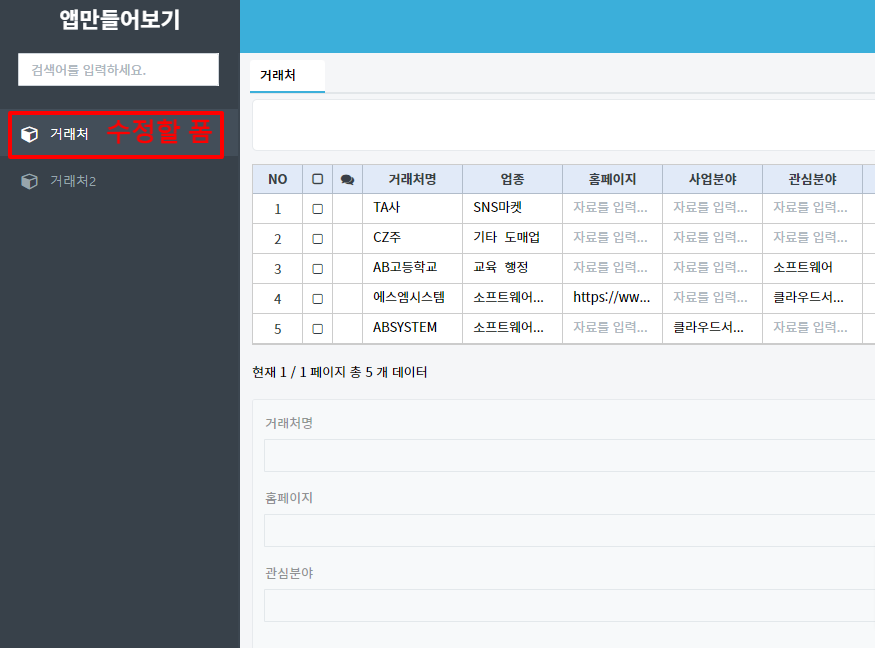 앱만들어보기
검색어를 입력하세요.
거래처 수정할 폼
거래처2
거래처
NO 거래처명 업종 홈페이지 사업분야 관심분야
1 TA사 SNS마켓 자료를 입력... 자료를 입력... 자료를 입력...
2 CZ주 기타 도매업 자료를 입력... 자료를 입력... 자료를 입력...
3 AB고등학교 교육 행정 자료를 입력... 자료를 입력... 소프트웨어
4 에스엠시스템 소프트웨어... https://ww... 자료를 입력... 클라우드서...
5 ABSYSTEM 소프트웨어... 자료를 입력... 클라우드서... 자료를 입력...
현재 1 / 1 페이지 총 5 개 데이터
거래처명
홈페이지
관심분야